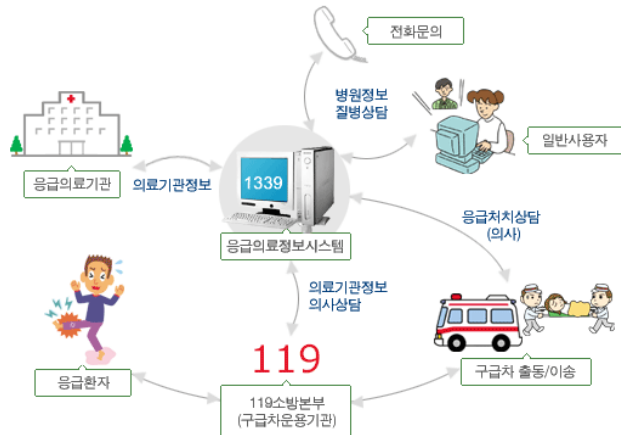 전화문의
병원정보
질병상담
일반사용자
응급의료기관
의료기관정보
1339
응급의료정보시스템
응급처치상담
(의사)
의료기관정보
의사상담
응급환자
119
119소방본부
(구급차운용기관)
구급차 출동/이송